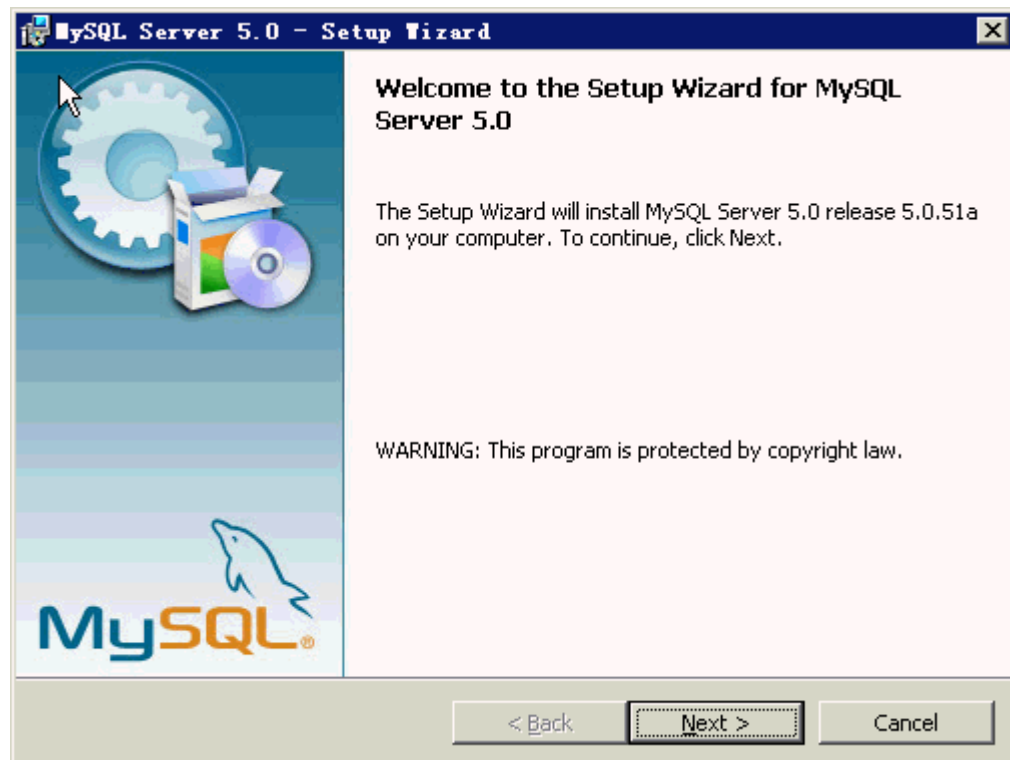 MySQL Server 5.0 - Setup Wizard
Welcome to the Setup Wizard for MySQL
Server 5.0
The Setup Wizard will install MySQL Server 5.0 release 5.0.51a
on your computer. To continue, click Next.
WARNING: This program is protected by copyright law.
MySQL®
< Back
Next >
Cancel